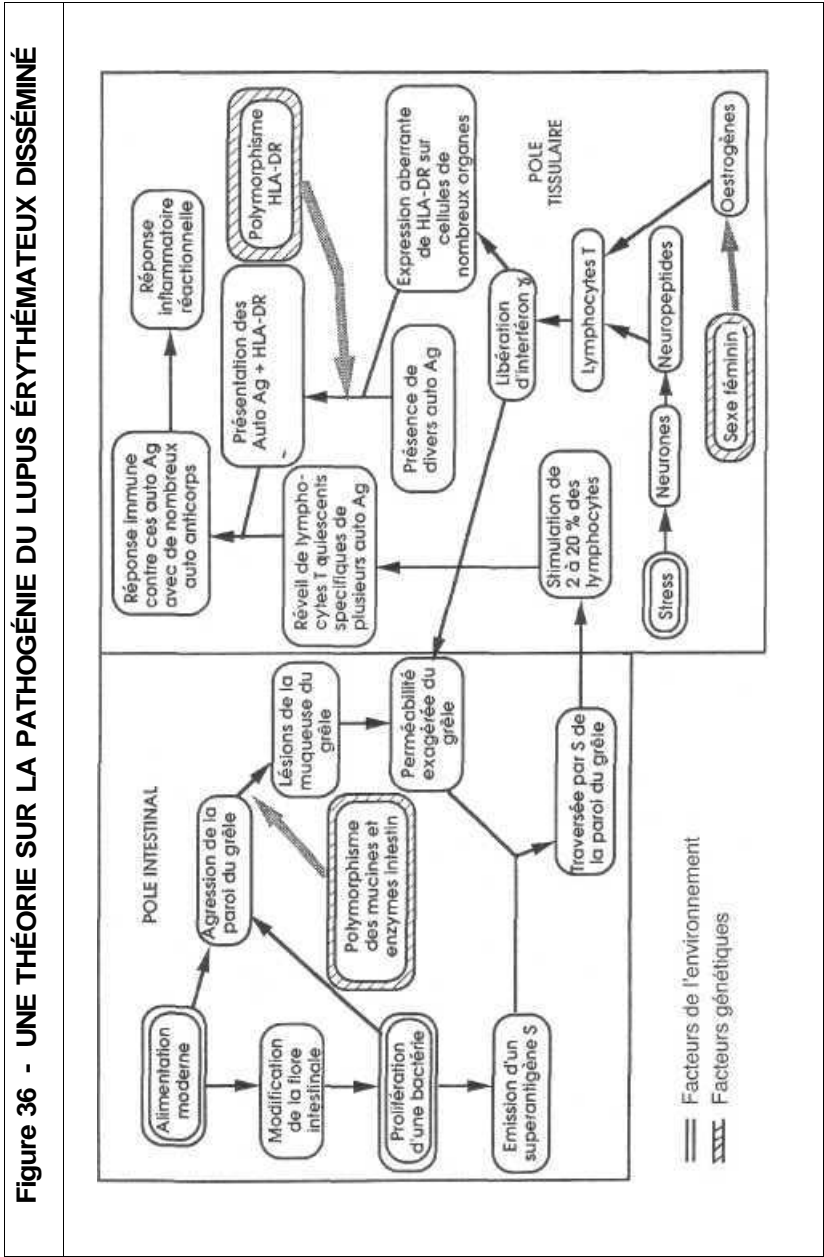 Figure 36 - UNE THÉORIE SUR LA PATHOGÉNIE DU LUPUS ÉRYTHÉMATEUX DISSÉMINÉ
POLE INTESTINAL
Alimentation
moderne
Agression de la
paroi du grêle
Modification
de la flore
intestinale
Lésions de la
muqueuse du
grêle
Polymorphisme
des mucines et
enzymes intestin
Prolifération
d'une bactérie
Perméabilité
exagérée du
grêle
Emission d'un
superantigène S
Traversée par S de
la paroi du grêle
Réponse immune
contre ces auto Ag
avec de nombreux
auto anticorps
Réponse
inflammatoire
réactionnelle
Réveil de lympho-
cytes T quiescents
spécifiques de
plusieurs auto Ag
Présentation des
Auto Ag + HLA-DR
Polymorphisme
HLA-DR
Présence de
divers auto Ag
Expression aberrante
de HLA-DR sur
cellules de
nombreux organes
Libération
d'interféron γ
POLE
TISSULAIRE
Stimulation de
2 à 20 % des
lymphocytes
Lymphocytes T
Stress
Neurones
Neuropeptides
Sexe féminin
Oestrogènes
Facteurs de l'environnement
Facteurs génétiques